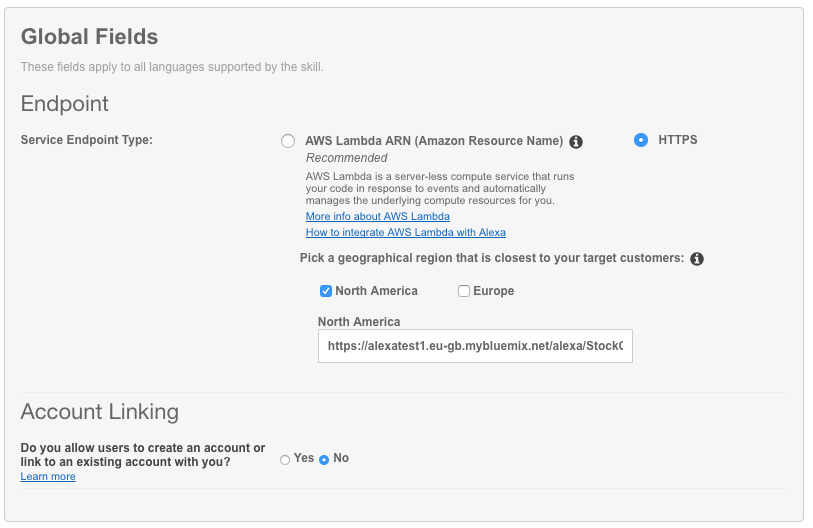 Global Fields
These fields apply to all languages supported by the skill.
Endpoint
Service Endpoint Type:
AWS Lambda ARN (Amazon Resource Name)
HTTPS
Recommended
AWS Lambda is a server-less compute service that runs
your code in response to events and automatically
manages the underlying compute resources for you.
More info about AWS Lambda
How to integrate AWS Lambda with Alexa
Pick a geographical region that is closest to your target customers:
North America
Europe
North America
https://alexatest1.eu-gb.mybluemix.net/alexa/Stock
Account Linking
Do you allow users to create an account or
link to an existing account with you?
Yes
No
Learn more